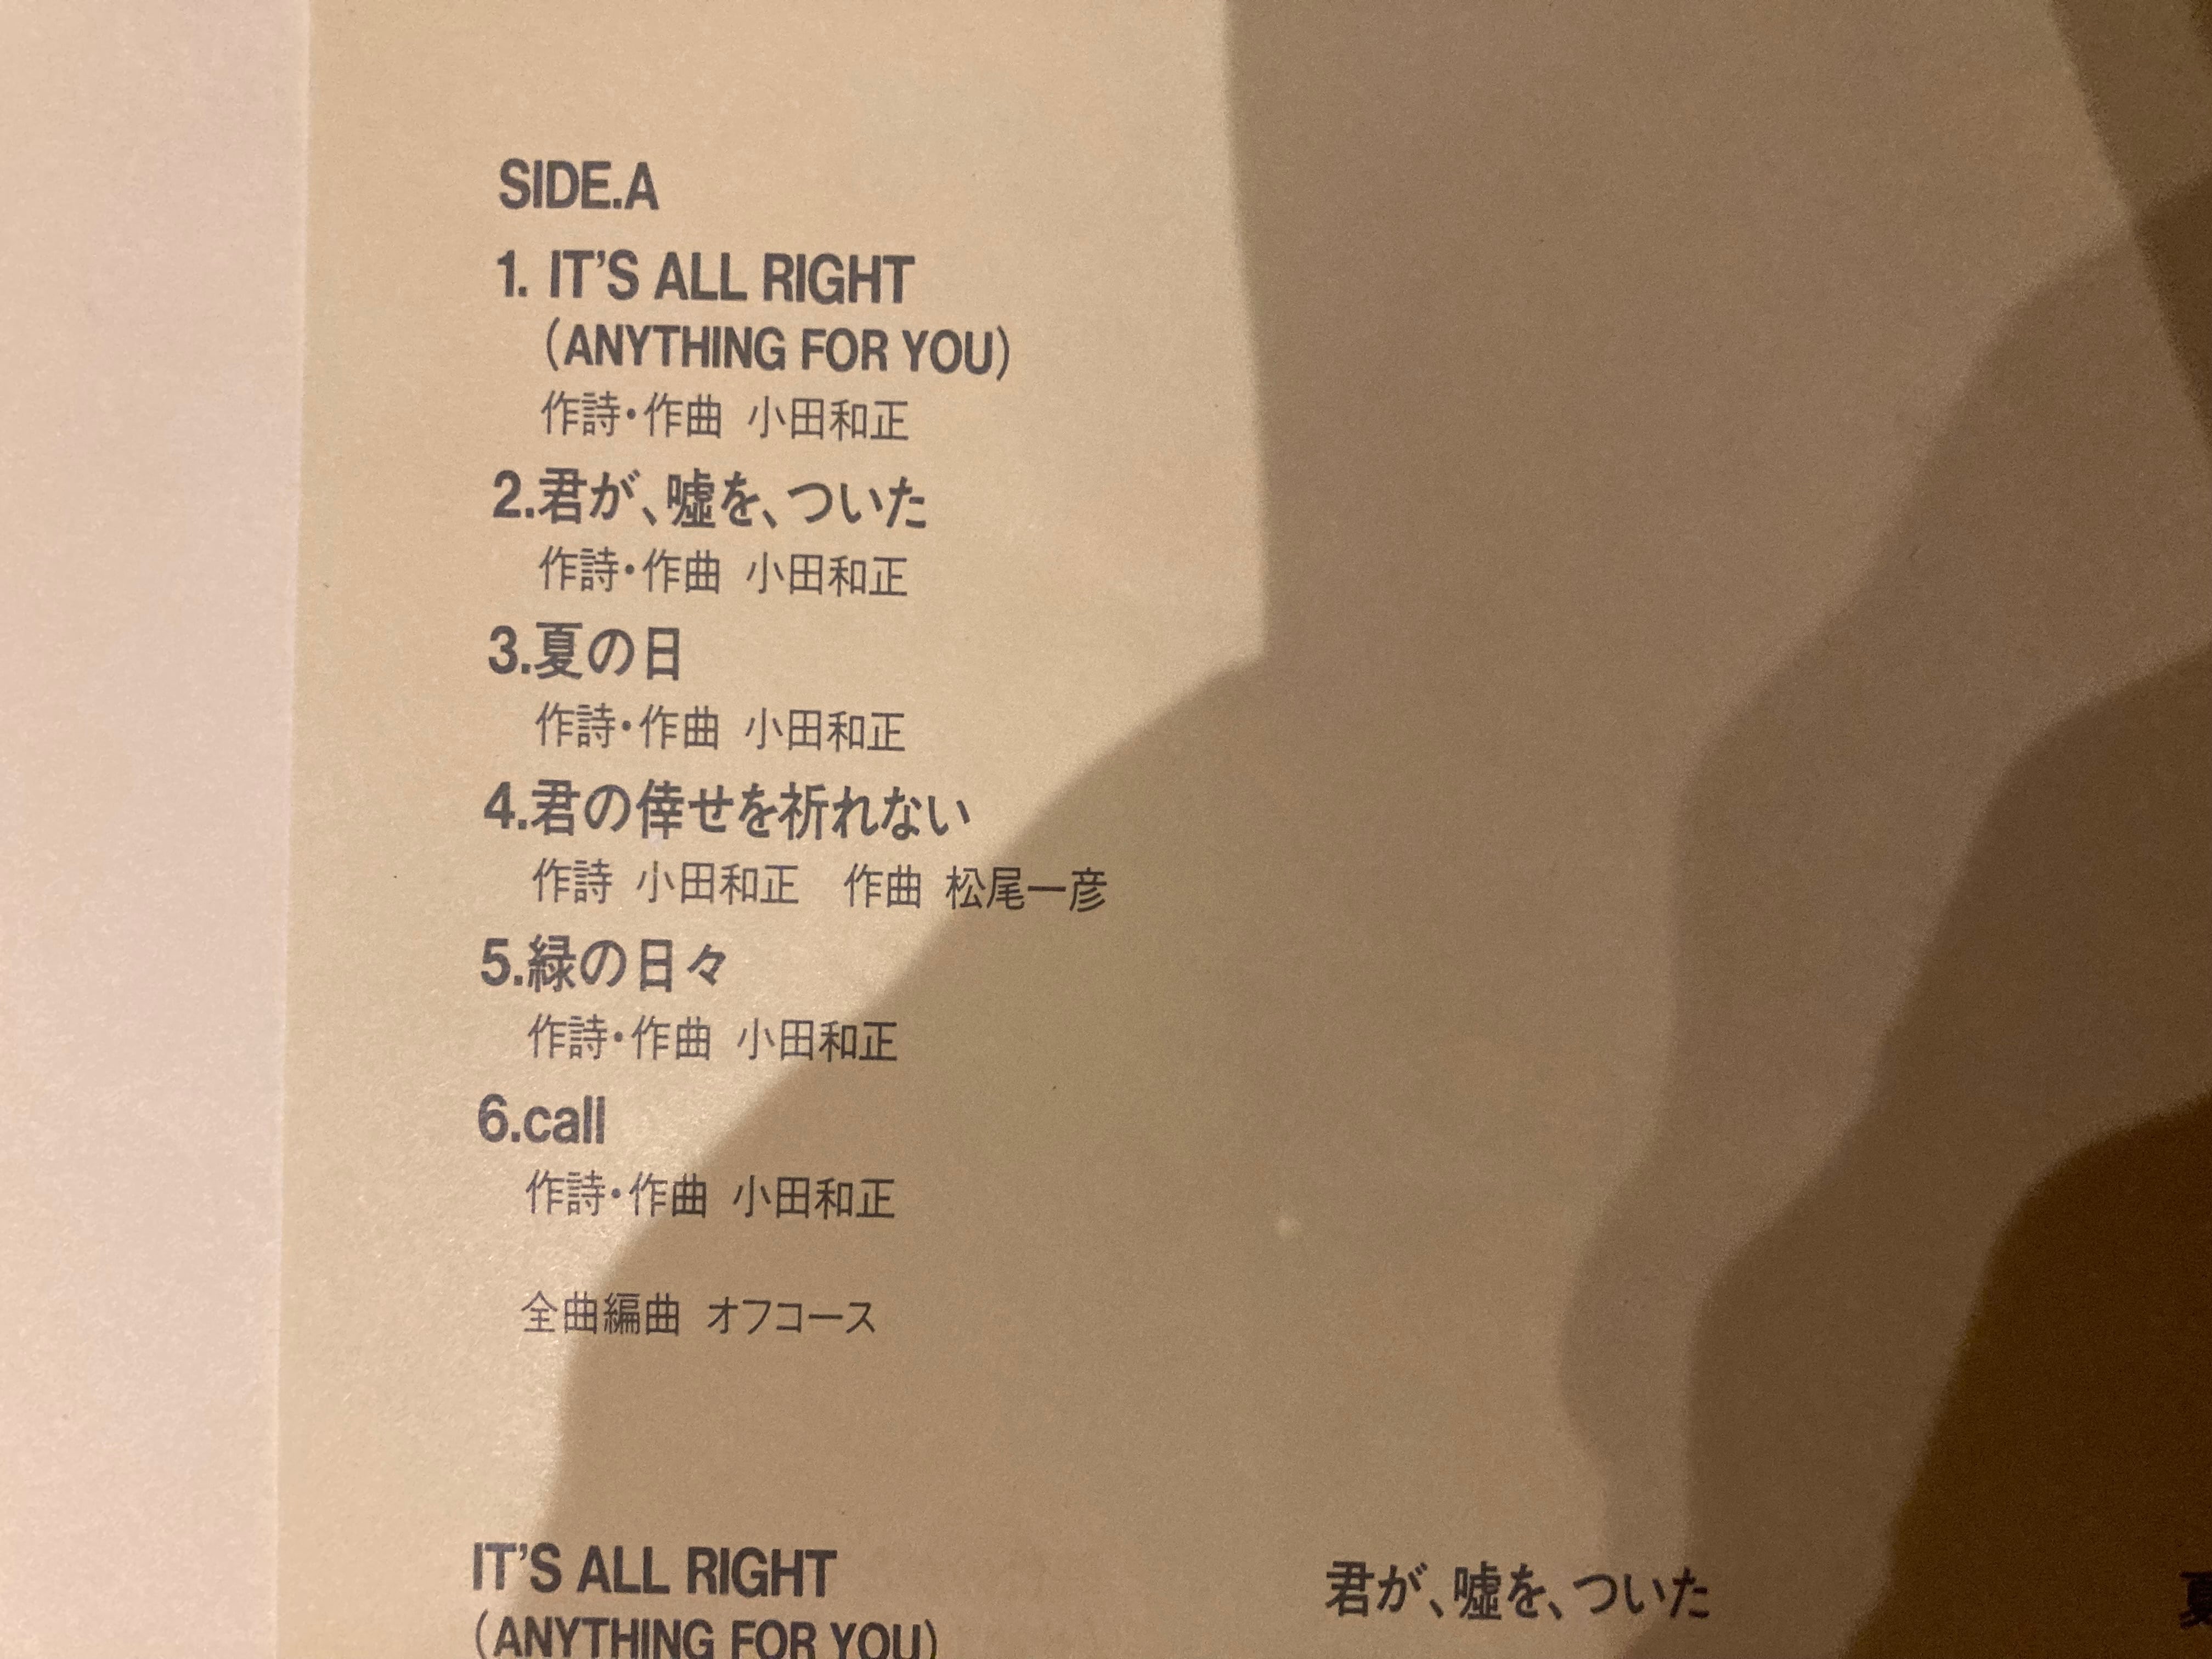 SIDE.A
1. IT'S ALL RIGHT
(ANYTHING FOR YOU)
作詩・作曲 小田和正
2.君が、嘘を、ついた
作詩・作曲 小田和正
3.夏の日
作詩・作曲 小田和正
4.君の倖せを祈れない
作詩 小田和正 作曲 松尾一彦
5.緑の日々
作詩・作曲 小田和正
6.call
作詩・作曲 小田和正
全曲編曲 オフコース
IT'S ALL RIGHT
(ANYTHING FOR YOU)
君が、嘘を、ついた
夏